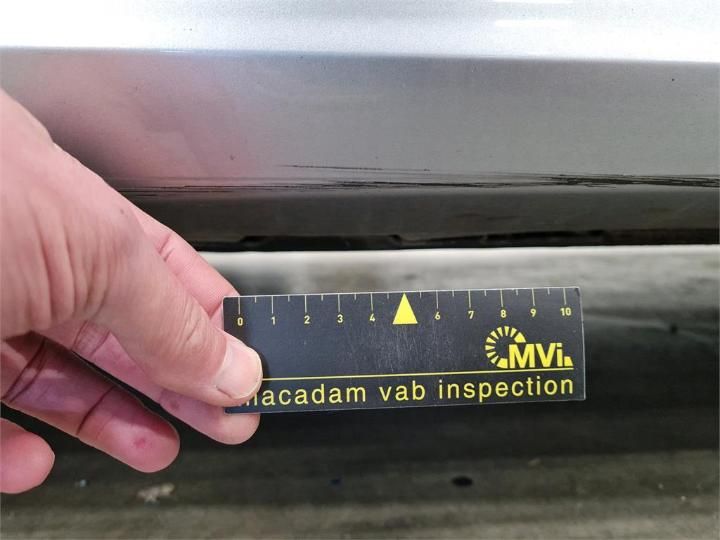 0 1 2 3 4 6 7 8 9 10
MVi
macadam vab inspection